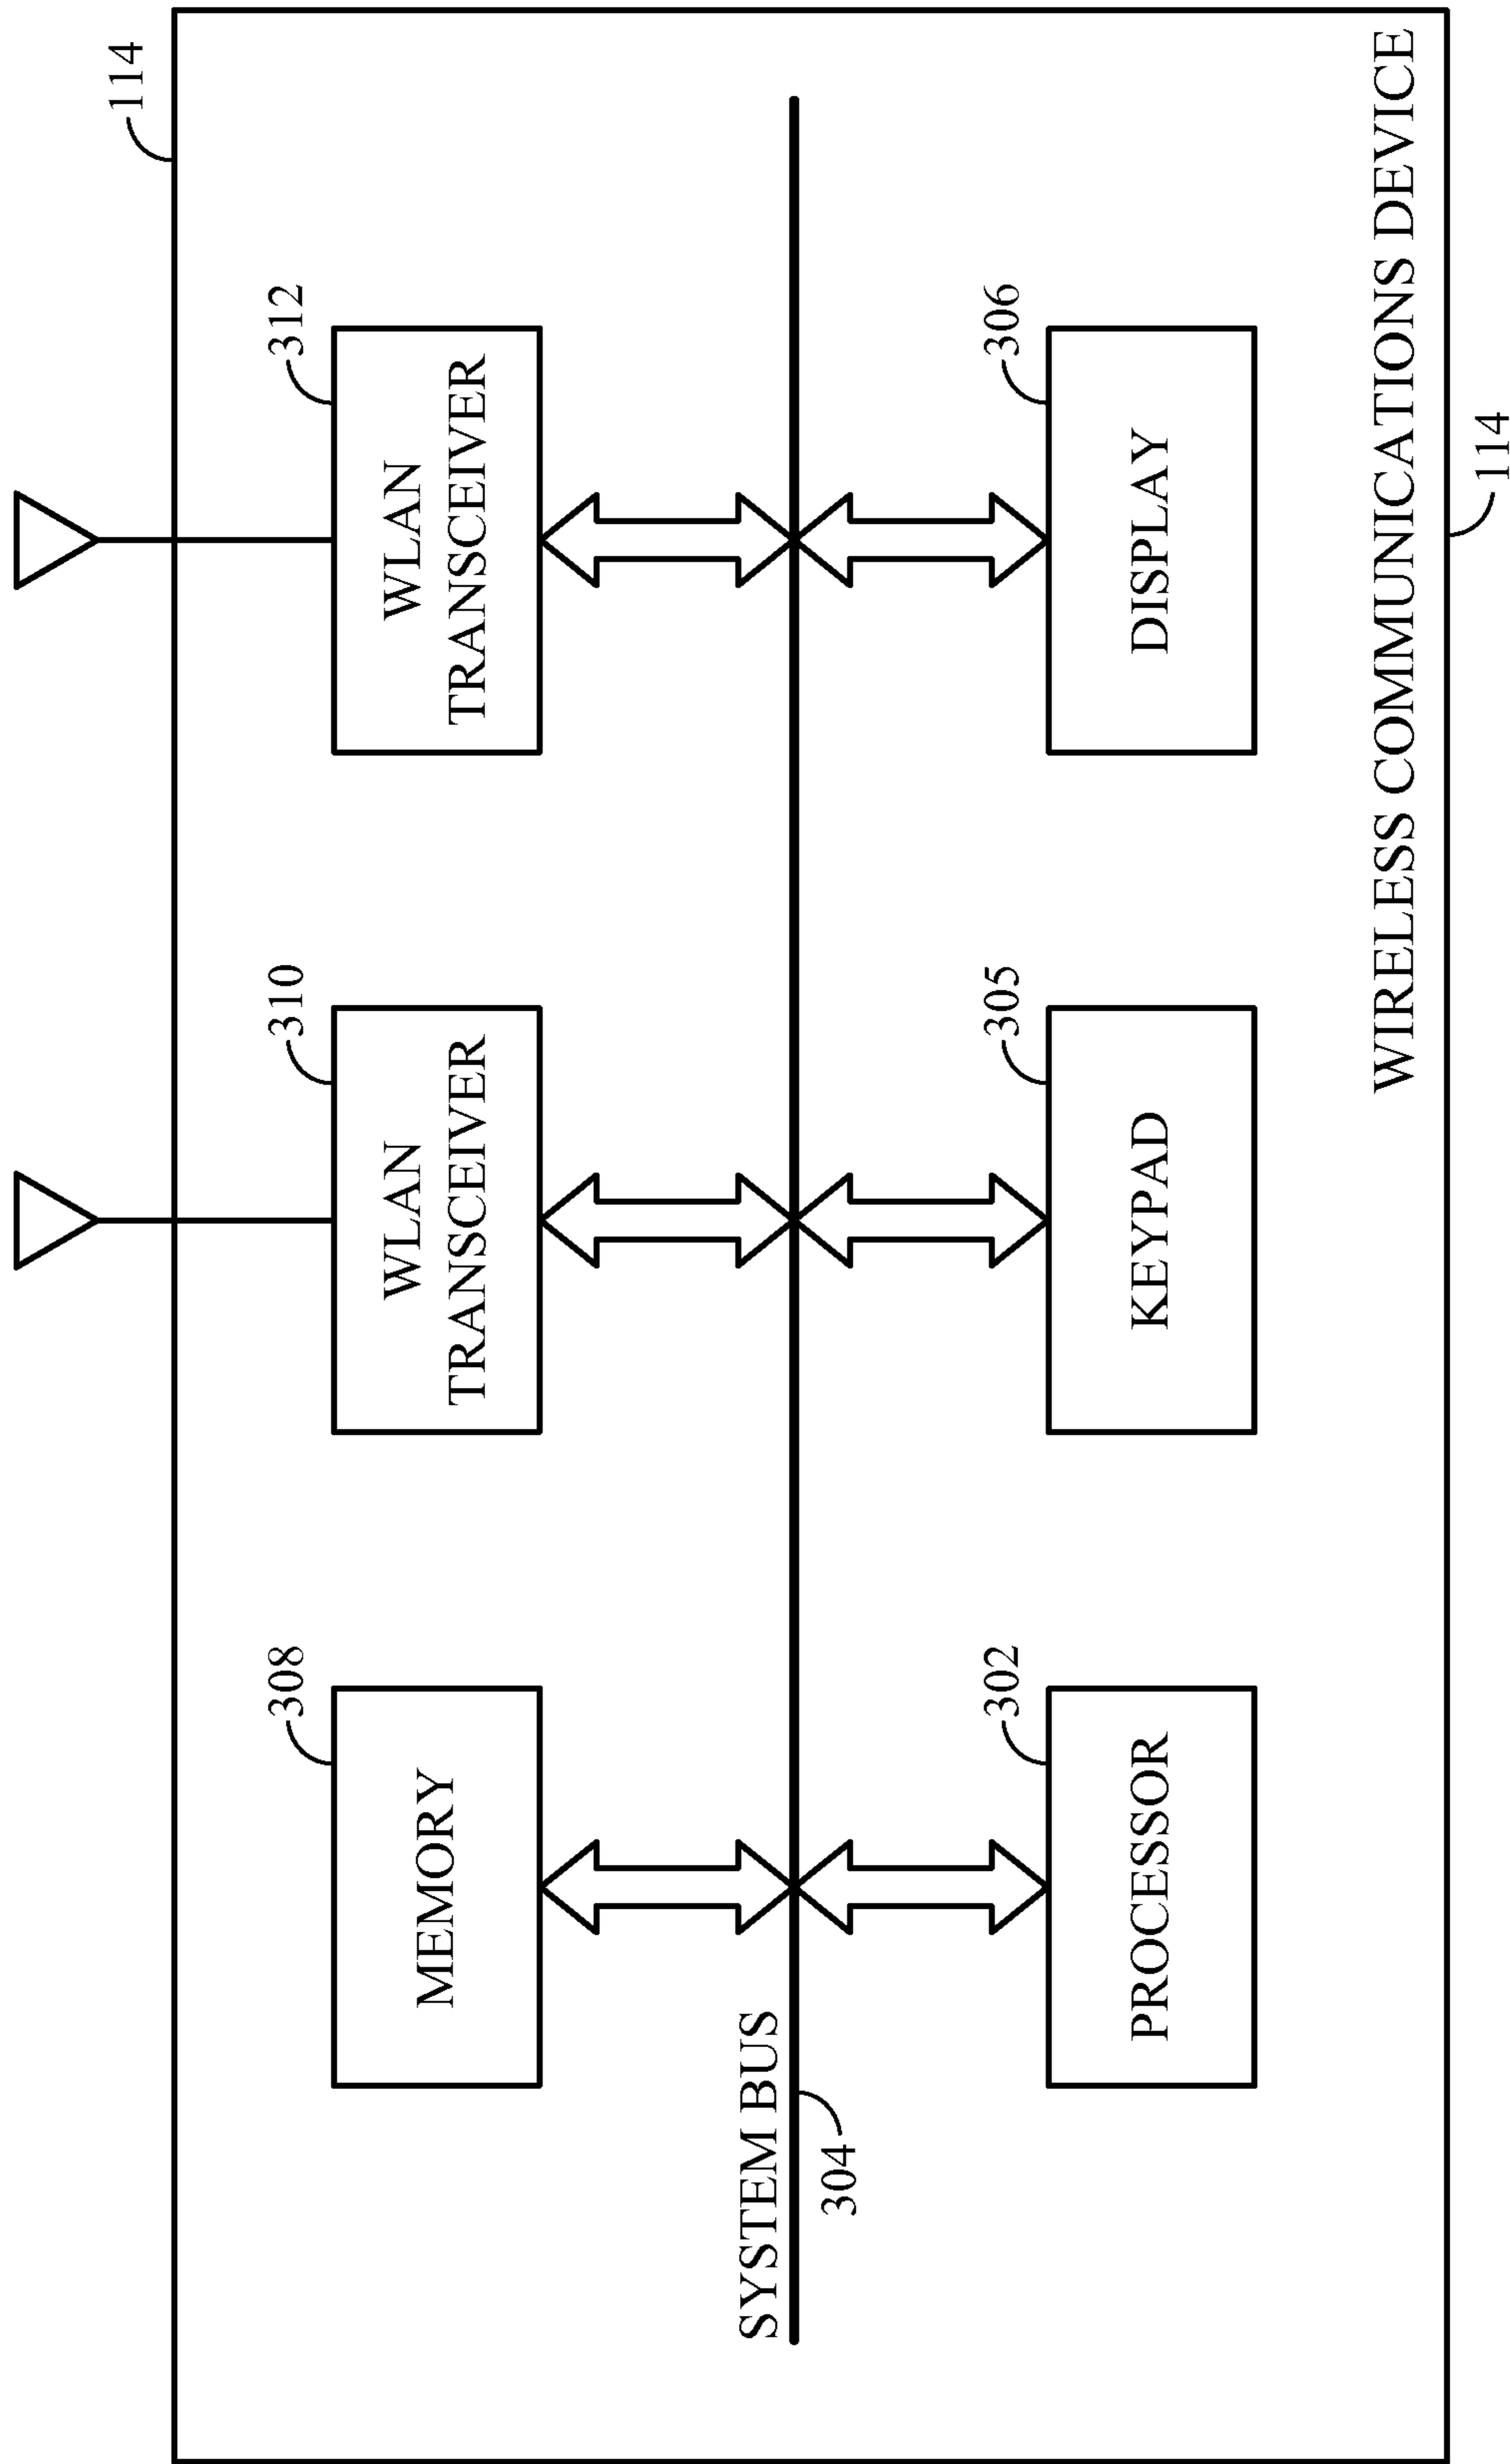 114
308
310
312
MEMORY
WLAN
TRANSCEIVER
WLAN
TRANSCEIVER
SYSTEM BUS
304
302
305
306
PROCESSOR
KEYPAD
DISPLAY
WIRELESS COMMUNICATIONS DEVICE
114